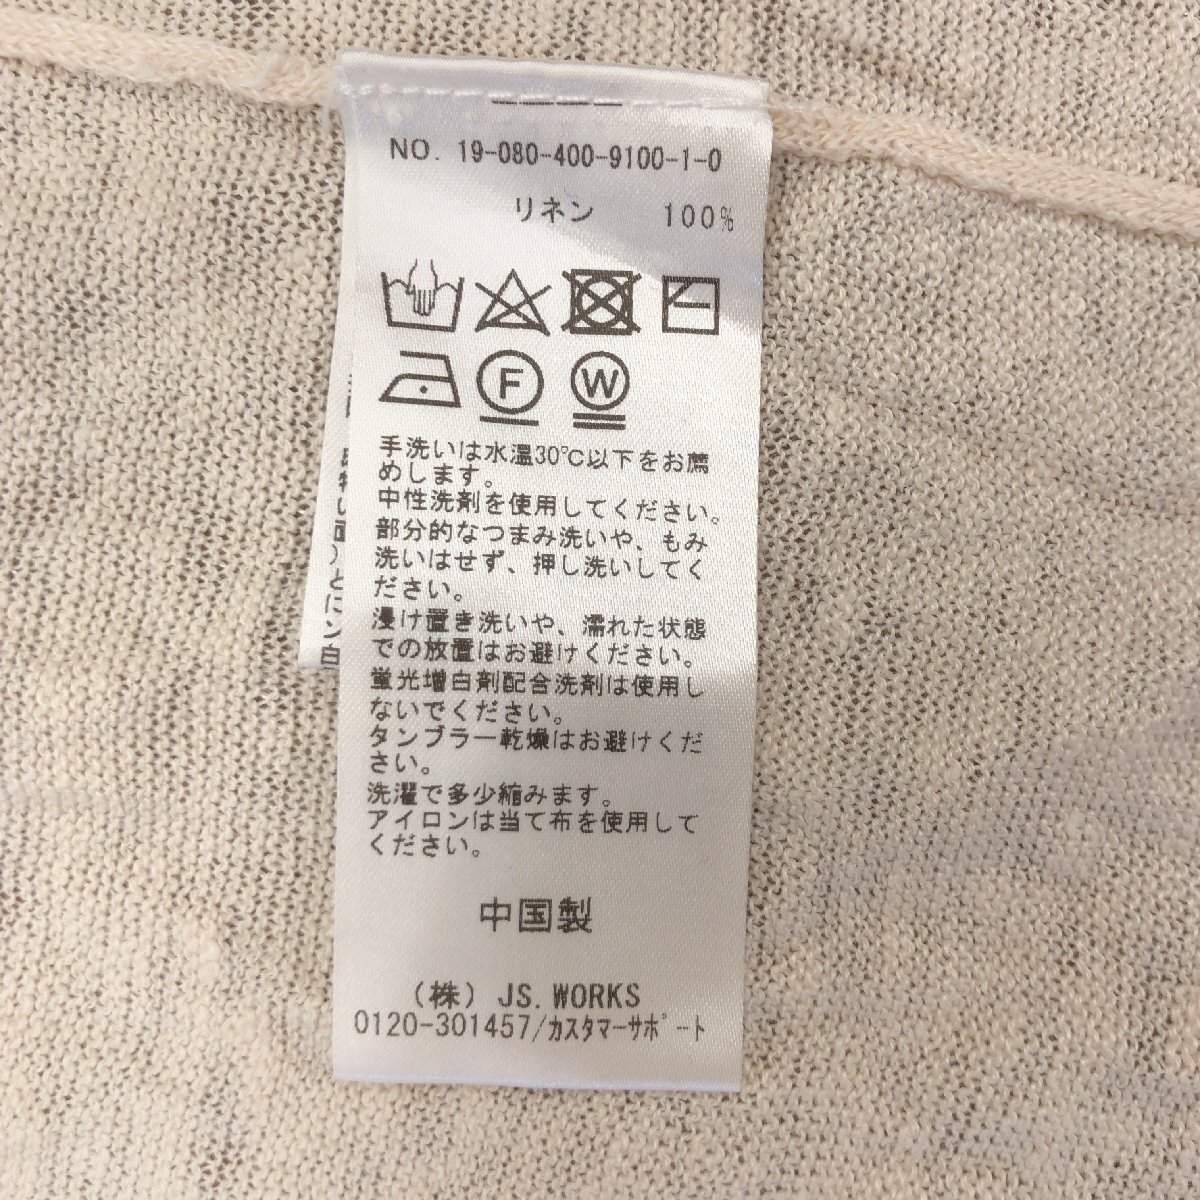 NO. 19-080-400-9100-1-0
リネン 100%
F W
手洗いは水温30℃以下をお薦
めします。
中性洗剤を使用してください。
部分的なつまみ洗いや、もみ
洗いはせず、押し洗いしてく
ださい。
浸け置き洗いや、濡れた状態
での放置はお避けください。
蛍光増白剤配合洗剤は使用し
ないでください。
タンブラー乾燥はお避けくだ
さい。
洗濯で多少縮みます。
アイロンは当て布を使用して
ください。
中国製
(株) JS. WORKS
0120-301457/カスタマーサポート